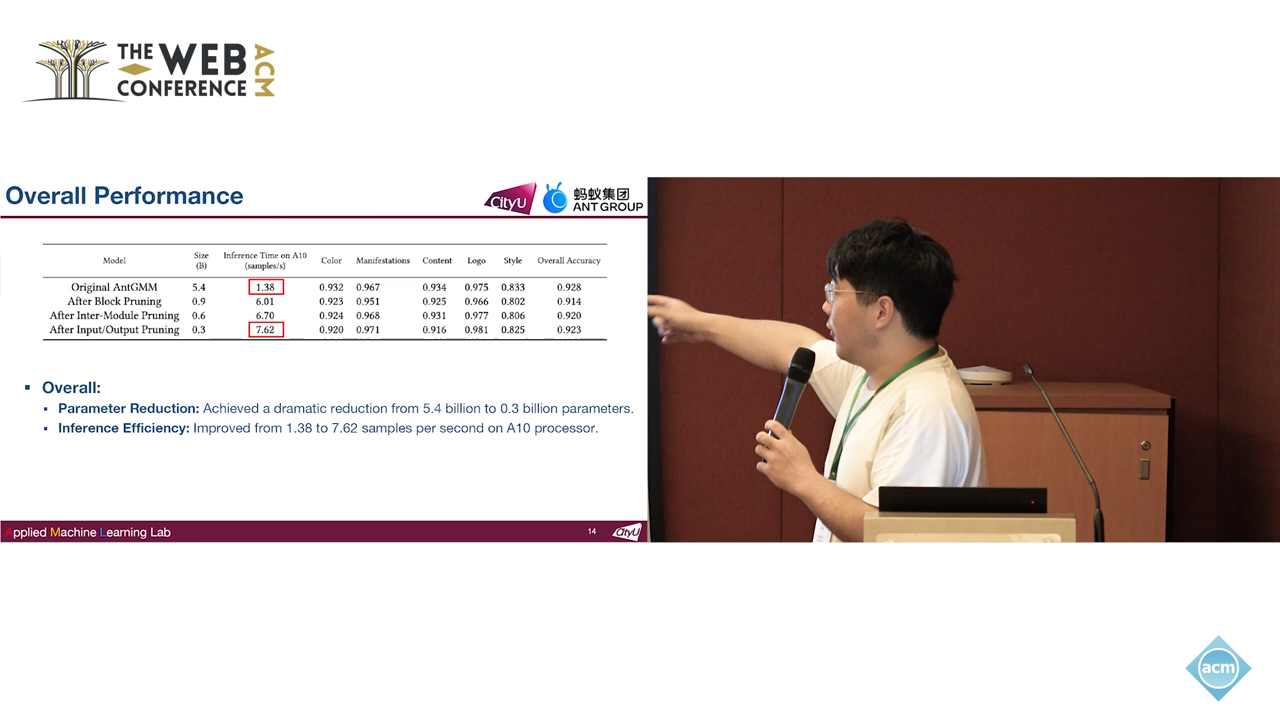 THE WEB
CONFERENCE
ACM
Overall Performance
CityU
蚂蚁集团
ANT GROUP
Model Size (B) Inference Time on A10 (samples/s) Color Manifestations Content Logo Style Overall Accuracy
Original AntGMM 5.4 1.38 0.932 0.967 0.934 0.975 0.833 0.928
After Block Pruning 0.9 6.01 0.923 0.951 0.925 0.966 0.802 0.914
After Inter-Module Pruning 0.6 6.70 0.924 0.968 0.931 0.977 0.806 0.920
After Input/Output Pruning 0.3 7.62 0.920 0.971 0.916 0.981 0.825 0.923
▪ Overall:
▪ Parameter Reduction: Achieved a dramatic reduction from 5.4 billion to 0.3 billion parameters.
▪ Inference Efficiency: Improved from 1.38 to 7.62 samples per second on A10 processor.
Applied Machine Learning Lab
14
CityU
acm